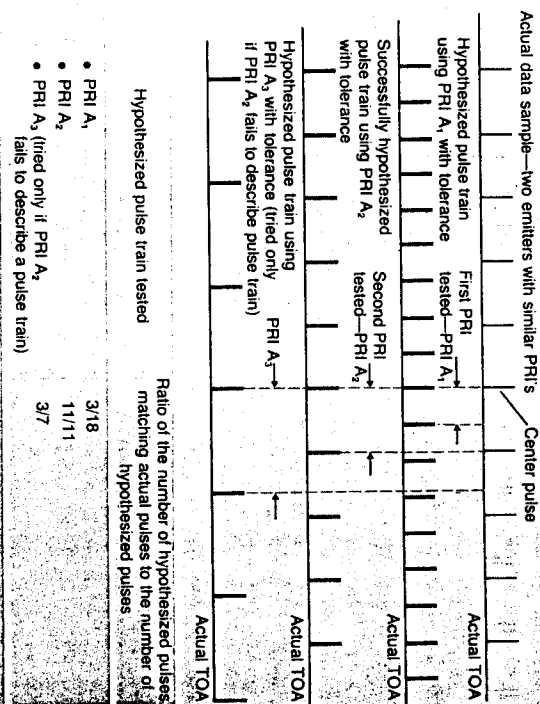 Actual data sample—two emitters with similar PRI's
Center pulse
Actual TOA
Hypothesized pulse train
using PRI A₁ with tolerance
First PRI
tested—PRI A₁
Actual TOA
Successfully hypothesized
pulse train using PRI A₂
with tolerance
Second PRI
tested—PRI A₂
Actual TOA
Hypothesized pulse train using
PRI A₃ with tolerance (tried only
if PRI A₂ fails to describe pulse train)
PRI A₃
Actual TOA
Hypothesized pulse train tested
Ratio of the number of hypothesized pulses
matching actual pulses to the number of
hypothesized pulses
• PRI A₁ 3/18
• PRI A₂ 11/11
• PRI A₃ (tried only if PRI A₂ 3/7
fails to describe a pulse train)